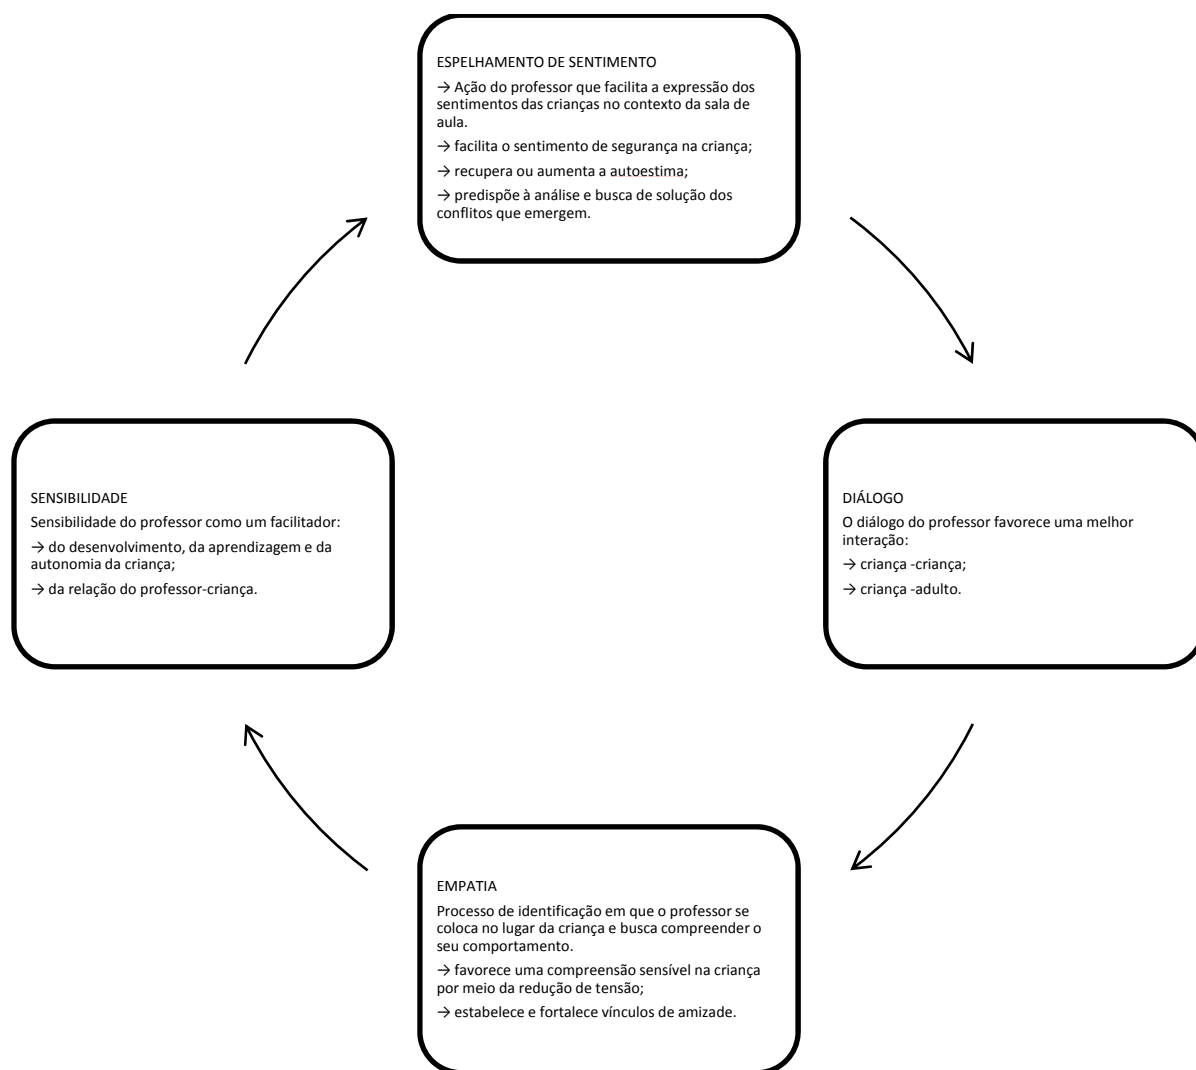 ESPELHAMENTO DE SENTIMENTO
→ Ação do professor que facilita a expressão dos
sentimentos das crianças no contexto da sala de
aula.
→ facilita o sentimento de segurança na criança;
→ recupera ou aumenta a autoestima;
→ predispõe à análise e busca de solução dos
conflitos que emergem.
DIÁLOGO
O diálogo do professor favorece uma melhor
interação:
→ criança -criança;
→ criança -adulto.
EMPATIA
Processo de identificação em que o professor se
coloca no lugar da criança e busca compreender o
seu comportamento.
→ favorece uma compreensão sensível na criança
por meio da redução de tensão;
→ estabelece e fortalece vínculos de amizade.
SENSIBILIDADE
Sensibilidade do professor como um facilitador:
→ do desenvolvimento, da aprendizagem e da
autonomia da criança;
→ da relação do professor-criança.